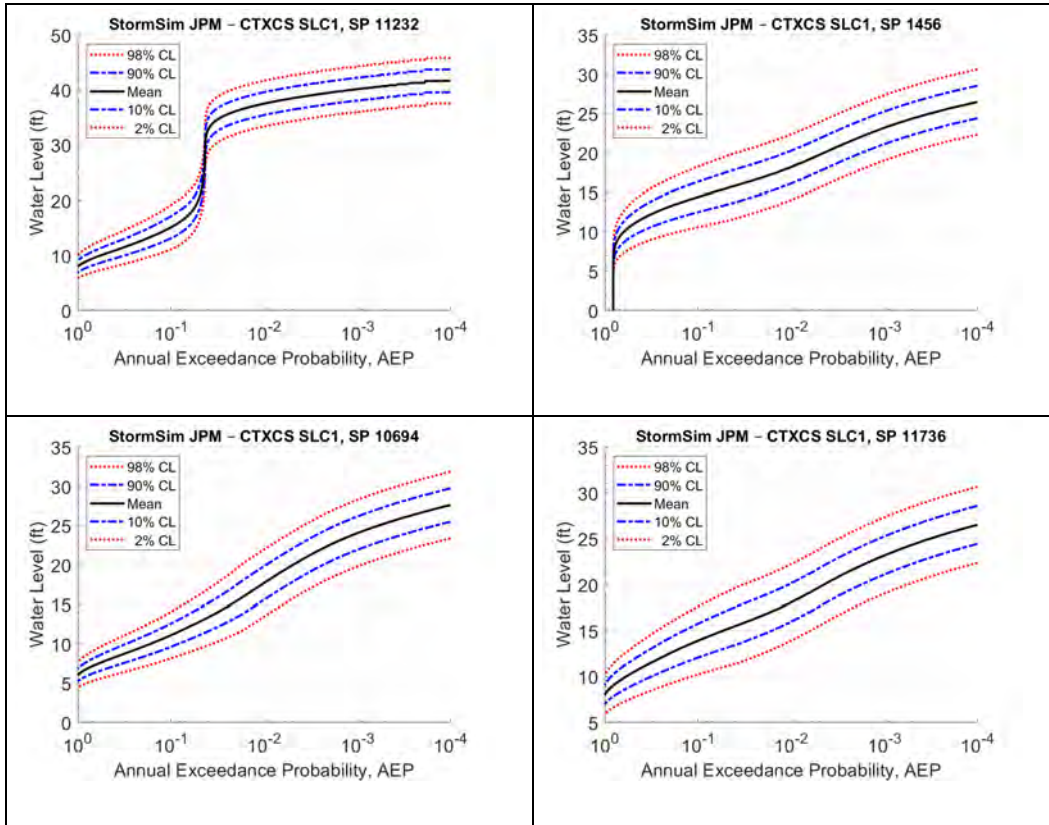 StormSim JPM – CTXCS SLC1, SP 11232
50
40
30
20
10
0
Water Level (ft)
98% CL
90% CL
Mean
10% CL
2% CL
10^0
10^-1
10^-2
10^-3
10^-4
Annual Exceedance Probability, AEP
StormSim JPM – CTXCS SLC1, SP 1456
35
30
25
20
15
10
5
0
Water Level (ft)
98% CL
90% CL
Mean
10% CL
2% CL
10^0
10^-1
10^-2
10^-3
10^-4
Annual Exceedance Probability, AEP
StormSim JPM – CTXCS SLC1, SP 10694
35
30
25
20
15
10
5
0
Water Level (ft)
98% CL
90% CL
Mean
10% CL
2% CL
10^0
10^-1
10^-2
10^-3
10^-4
Annual Exceedance Probability, AEP
StormSim JPM – CTXCS SLC1, SP 11736
35
30
25
20
15
10
5
Water Level (ft)
98% CL
90% CL
Mean
10% CL
2% CL
10^0
10^-1
10^-2
10^-3
10^-4
Annual Exceedance Probability, AEP